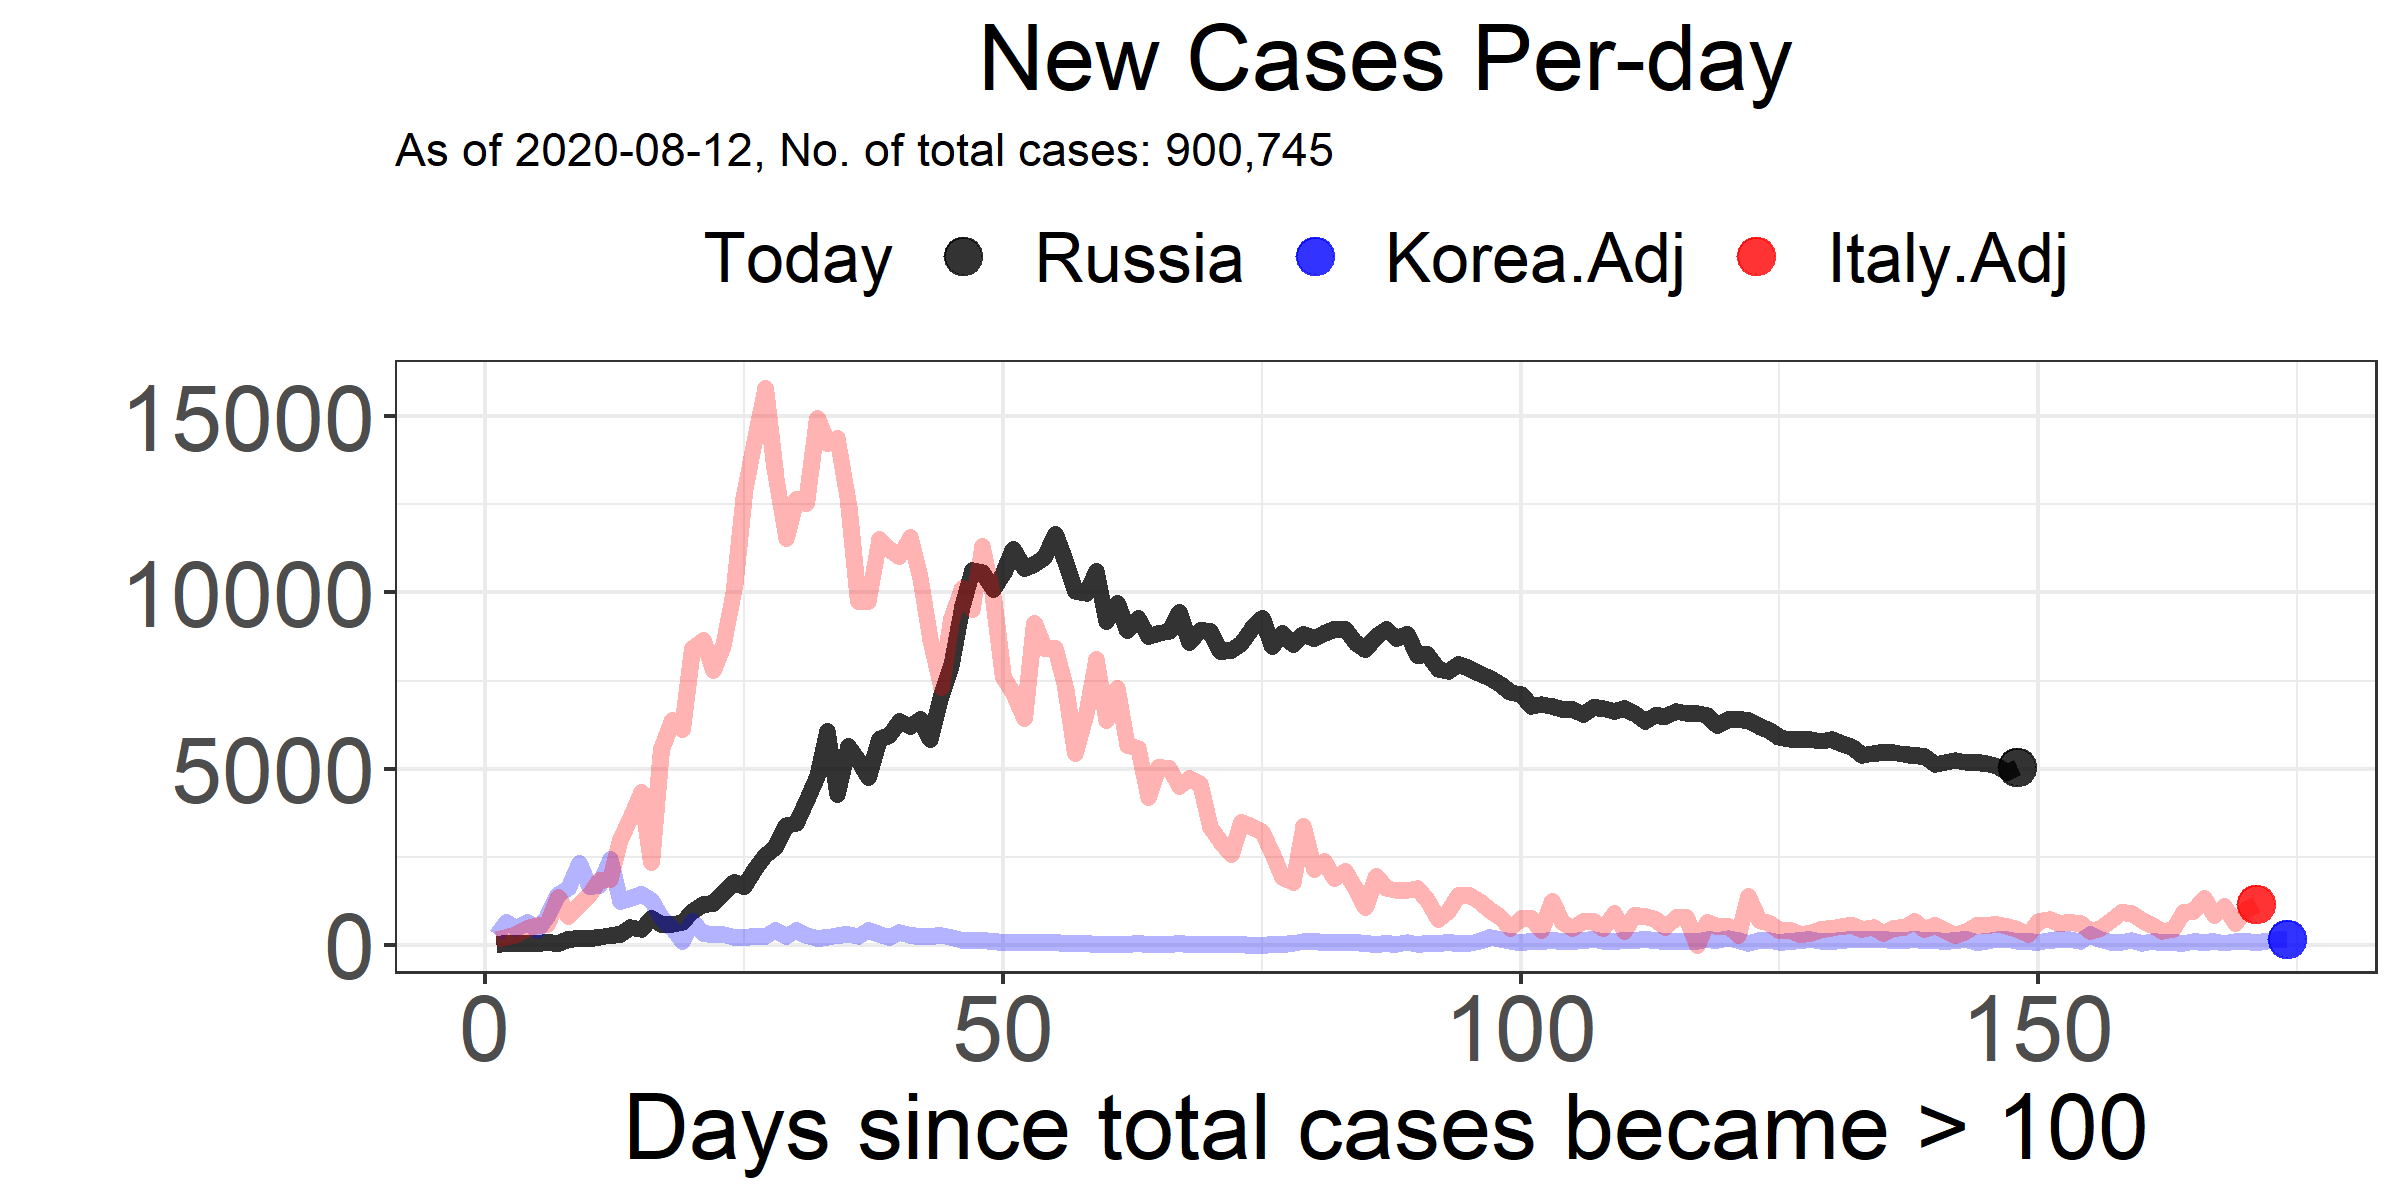 New Cases Per-day
As of 2020-08-12, No. of total cases: 900,745
Today Russia Korea.Adj Italy.Adj
15000
10000
5000
0
0 50 100 150
Days since total cases became > 100